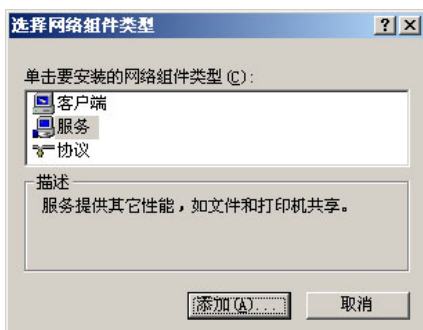 选择网络组件类型
单击要安装的网络组件类型(C):
客户端
服务
协议
描述
服务提供其它性能，如文件和打印机共享。
添加(A)...
取消